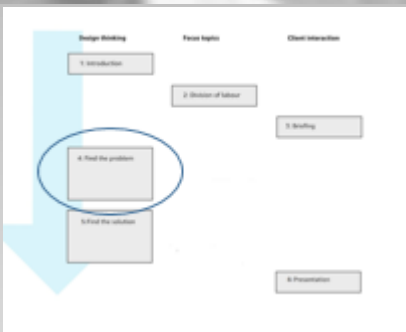 Design thinking
Focus topics
Client interaction
1: Introduction
2: Division of labour
3: Briefing
4: Find the problem
5:Find the solution
6:Presentation